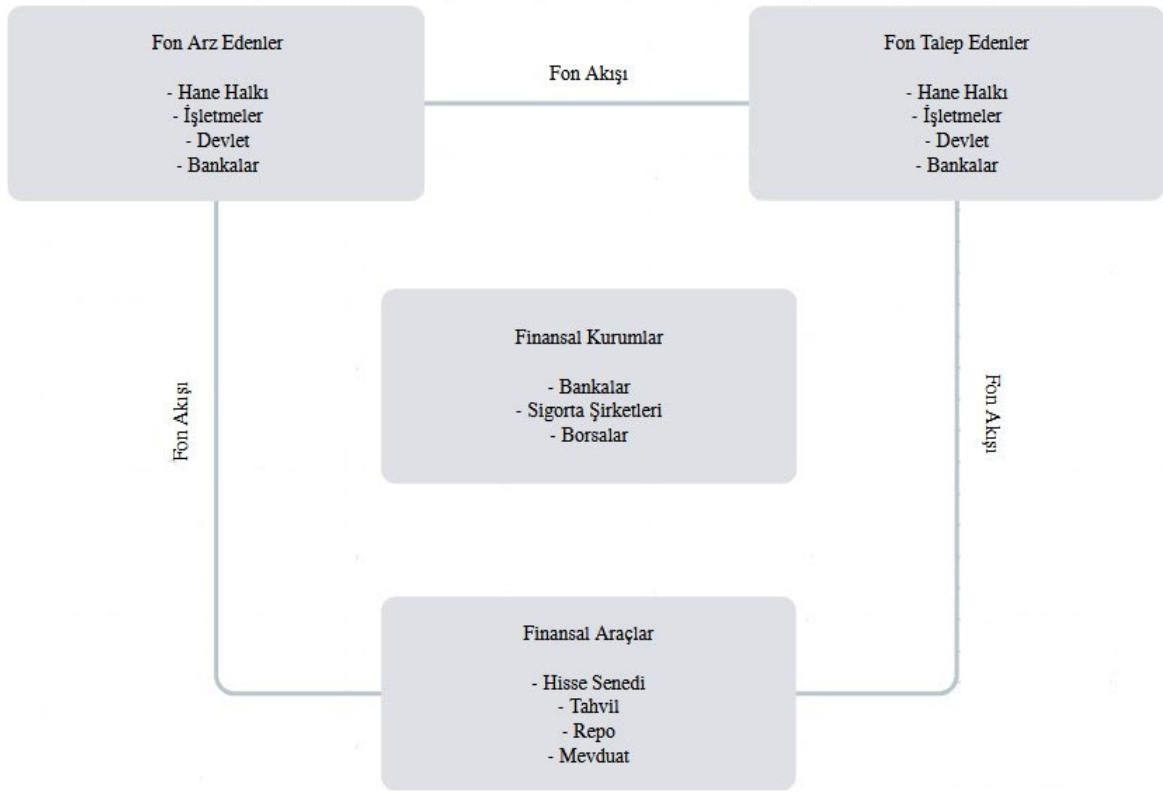 Fon Arz Edenler
- Hane Halkı
- İşletmeler
- Devlet
- Bankalar
Fon Akışı
Fon Talep Edenler
- Hane Halkı
- İşletmeler
- Devlet
- Bankalar
Finansal Kurumlar
- Bankalar
- Sigorta Şirketleri
- Borsalar
Fon Akışı
Fon Akışı
Finansal Araçlar
- Hisse Senedi
- Tahvil
- Repo
- Mevduat